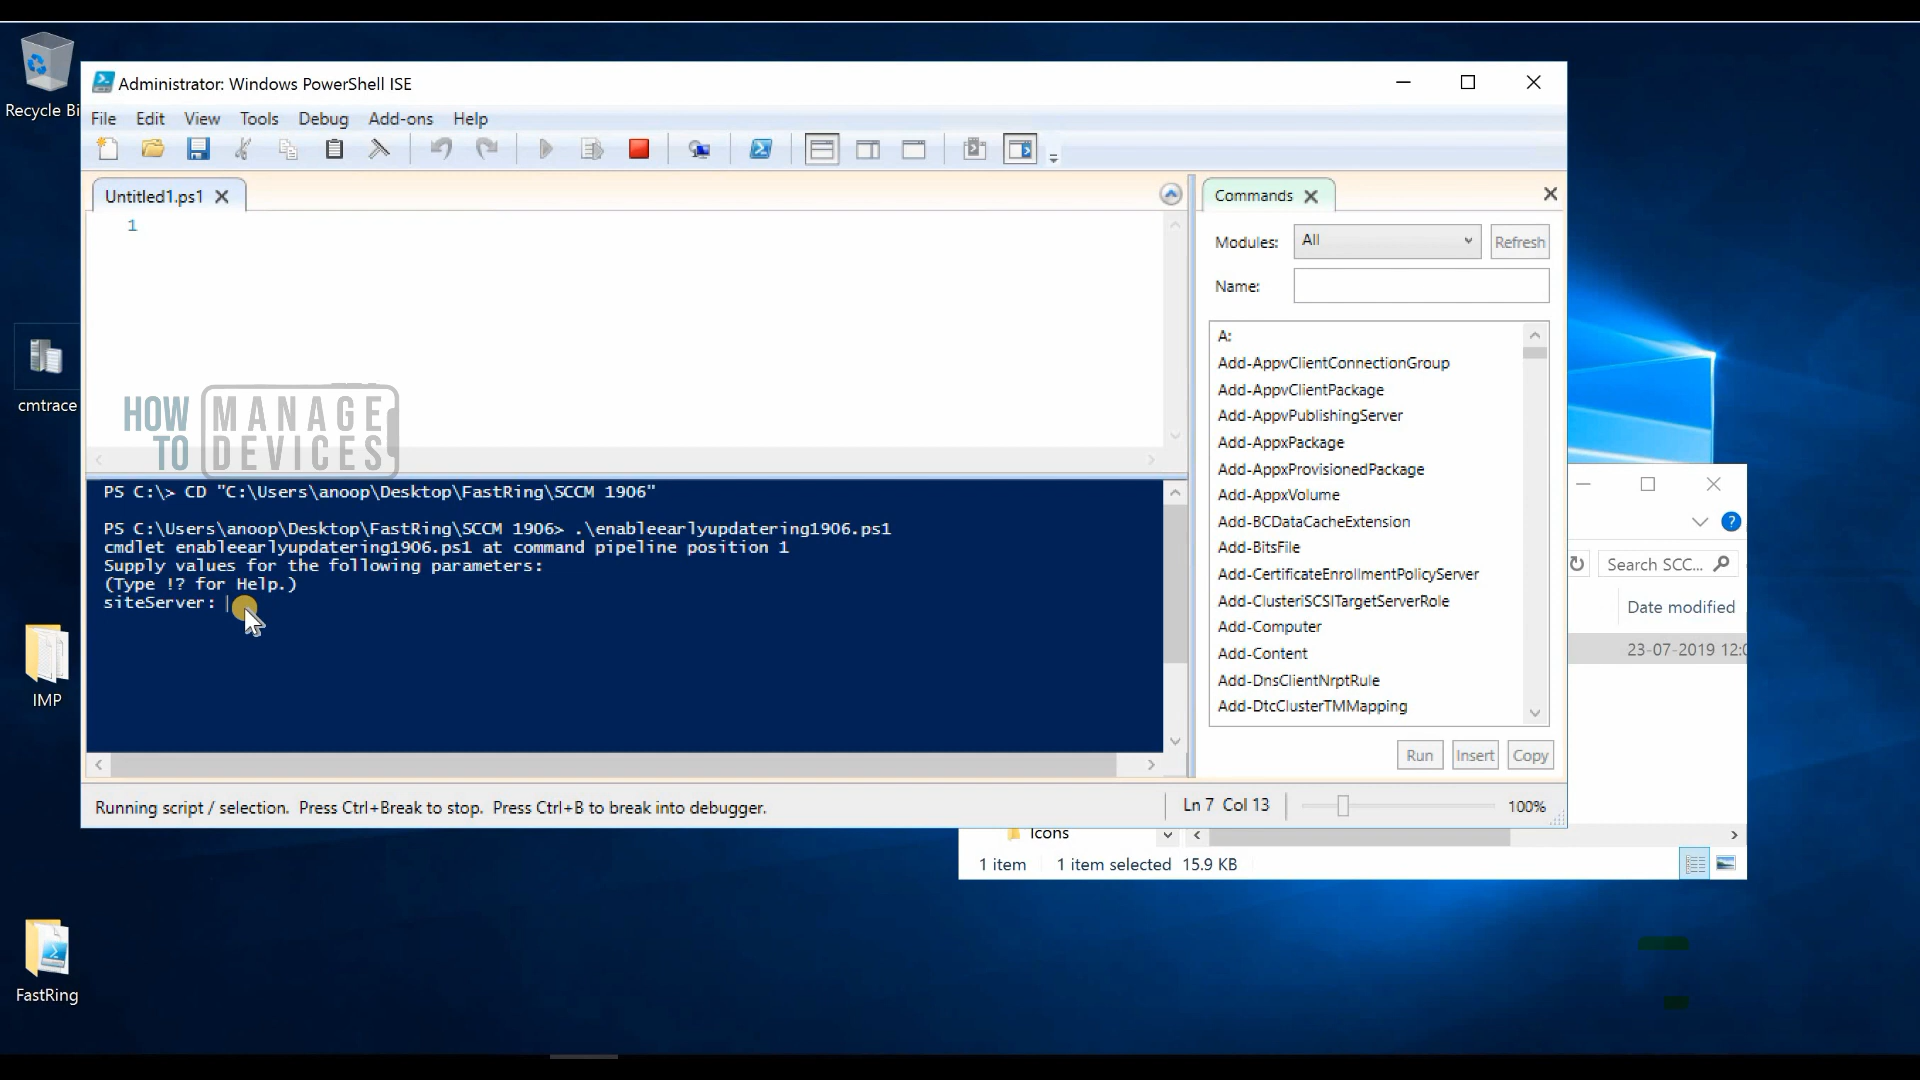 Recycle Bi
cmtrace
IMP
FastRing
Administrator: Windows PowerShell ISE
File Edit View Tools Debug Add-ons Help
Untitled1.ps1
1
HOW TO MANAGE DEVICES
PS C:\> CD "C:\Users\anoop\Desktop\FastRing\SCCM 1906"
PS C:\Users\anoop\Desktop\FastRing\SCCM 1906> .\enableearlyupdatering1906.ps1
cmdlet enableearlyupdatering1906.ps1 at command pipeline position 1
Supply values for the following parameters:
(Type !? for Help.)
siteServer:
Commands
Modules: All Refresh
Name:
A:
Add-AppvClientConnectionGroup
Add-AppvClientPackage
Add-AppvPublishingServer
Add-AppxPackage
Add-AppxProvisionedPackage
Add-AppxVolume
Add-BCDataCacheExtension
Add-BitsFile
Add-CertificateEnrollmentPolicyServer
Add-ClusteriSCSITargetServerRole
Add-Computer
Add-Content
Add-DnsClientNrptRule
Add-DtcClusterTMMapping
Run Insert Copy
Running script / selection. Press Ctrl+Break to stop. Press Ctrl+B to break into debugger.
Ln 7 Col 13
100%
Search SCC...
Date modified
23-07-2019 12:0
Icons
1 item 1 item selected 15.9 KB